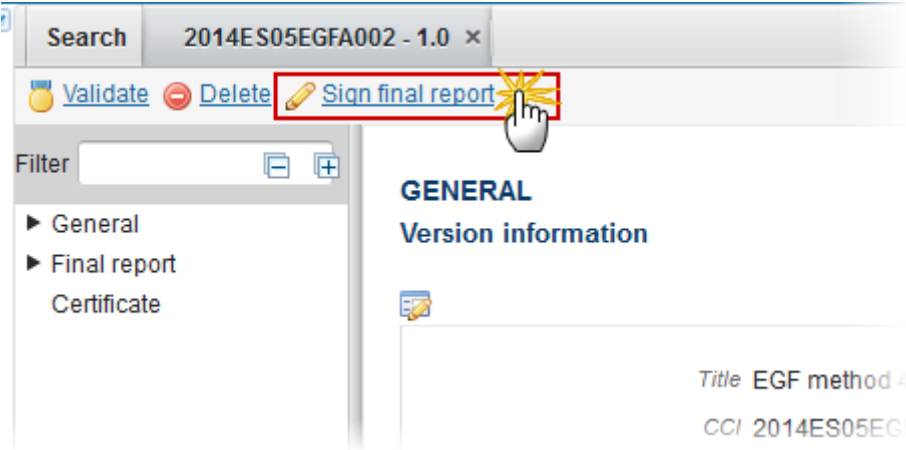 Search 2014ES05EGFA002 - 1.0 ×
Validate Delete Sign final report
Filter
General
Final report
Certificate
GENERAL
Version information
Title EGF method
CCI 2014ES05EG